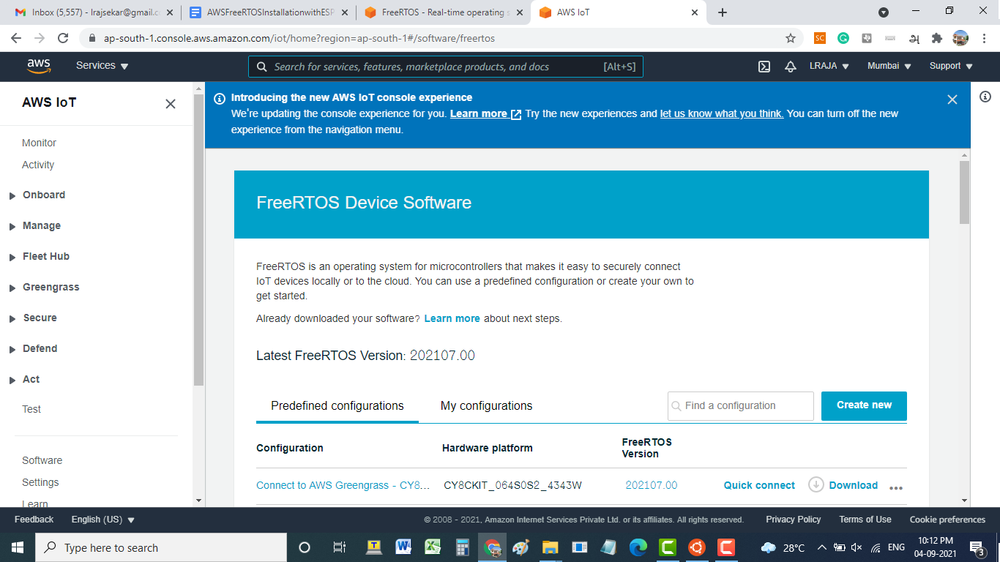 Inbox (5,557) - lrajsekar@gmail.c
AWSFreeRTOSInstallationwithESP
FreeRTOS - Real-time operating s
AWS IoT
ap-south-1.console.aws.amazon.com/iot/home?region=ap-south-1#/software/freertos
SC
அ
aws
Services
Search for services, features, marketplace products, and docs [Alt+S]
LRAJA
Mumbai
Support
AWS IoT
Monitor
Activity
Onboard
Manage
Fleet Hub
Greengrass
Secure
Defend
Act
Test
Software
Settings
Learn
Introducing the new AWS IoT console experience
We're updating the console experience for you. Learn more Try the new experiences and let us know what you think. You can turn off the new
experience from the navigation menu.
FreeRTOS Device Software
FreeRTOS is an operating system for microcontrollers that makes it easy to securely connect
IoT devices locally or to the cloud. You can use a predefined configuration or create your own to
get started.
Already downloaded your software? Learn more about next steps.
Latest FreeRTOS Version: 202107.00
Predefined configurations
My configurations
Find a configuration
Create new
Configuration
Hardware platform
FreeRTOS
Version
Connect to AWS Greengrass - CY8...
CY8CKIT_064S0S2_4343W
202107.00
Quick connect
Download
Feedback
English (US)
© 2008 - 2021, Amazon Internet Services Private Ltd. or its affiliates. All rights reserved.
Privacy Policy
Terms of Use
Cookie preferences
Type here to search
28°C
ENG
10:12 PM
04-09-2021
3